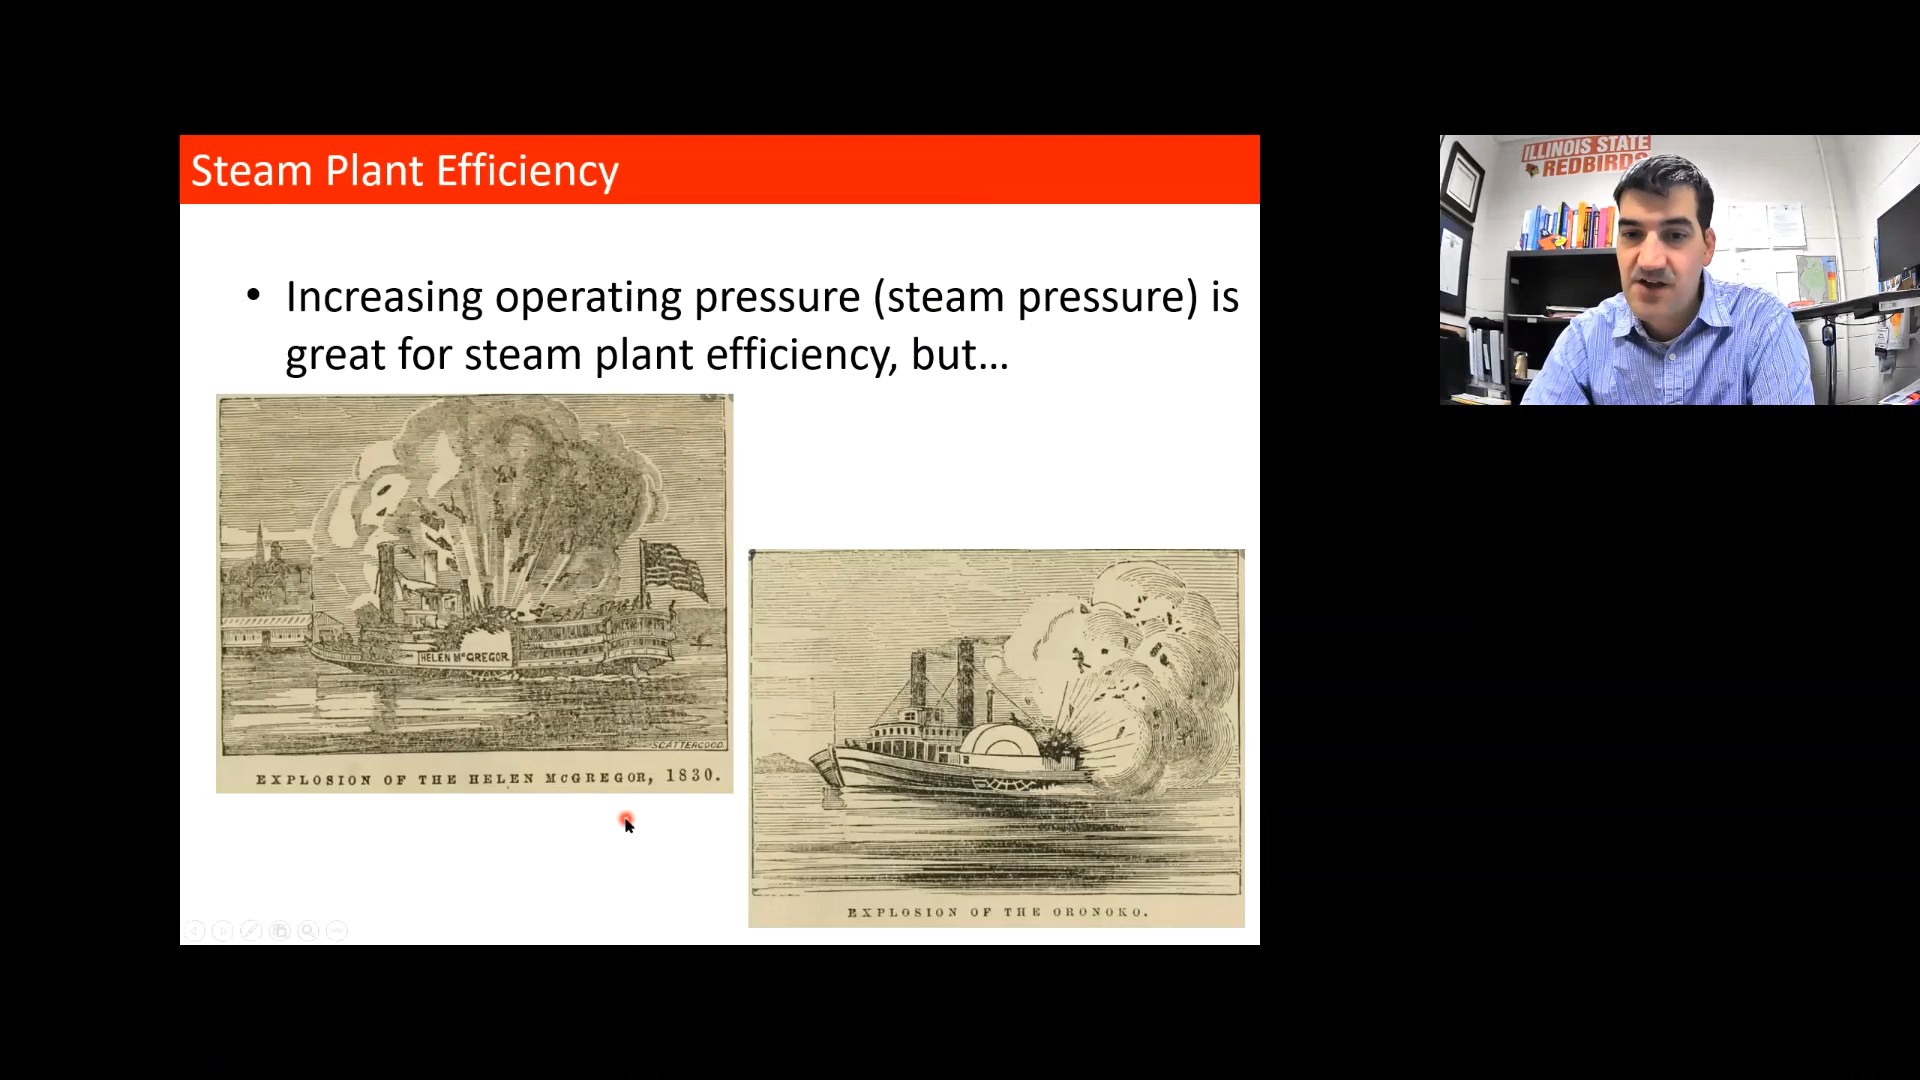 Steam Plant Efficiency
• Increasing operating pressure (steam pressure) is
great for steam plant efficiency, but...
HELEN McGREGOR
SCATTERGOOD.
EXPLOSION OF THE HELEN McGREGOR, 1830.
EXPLOSION OF THE ORONOKO.
ILLINOIS STATE
REDBIRDS